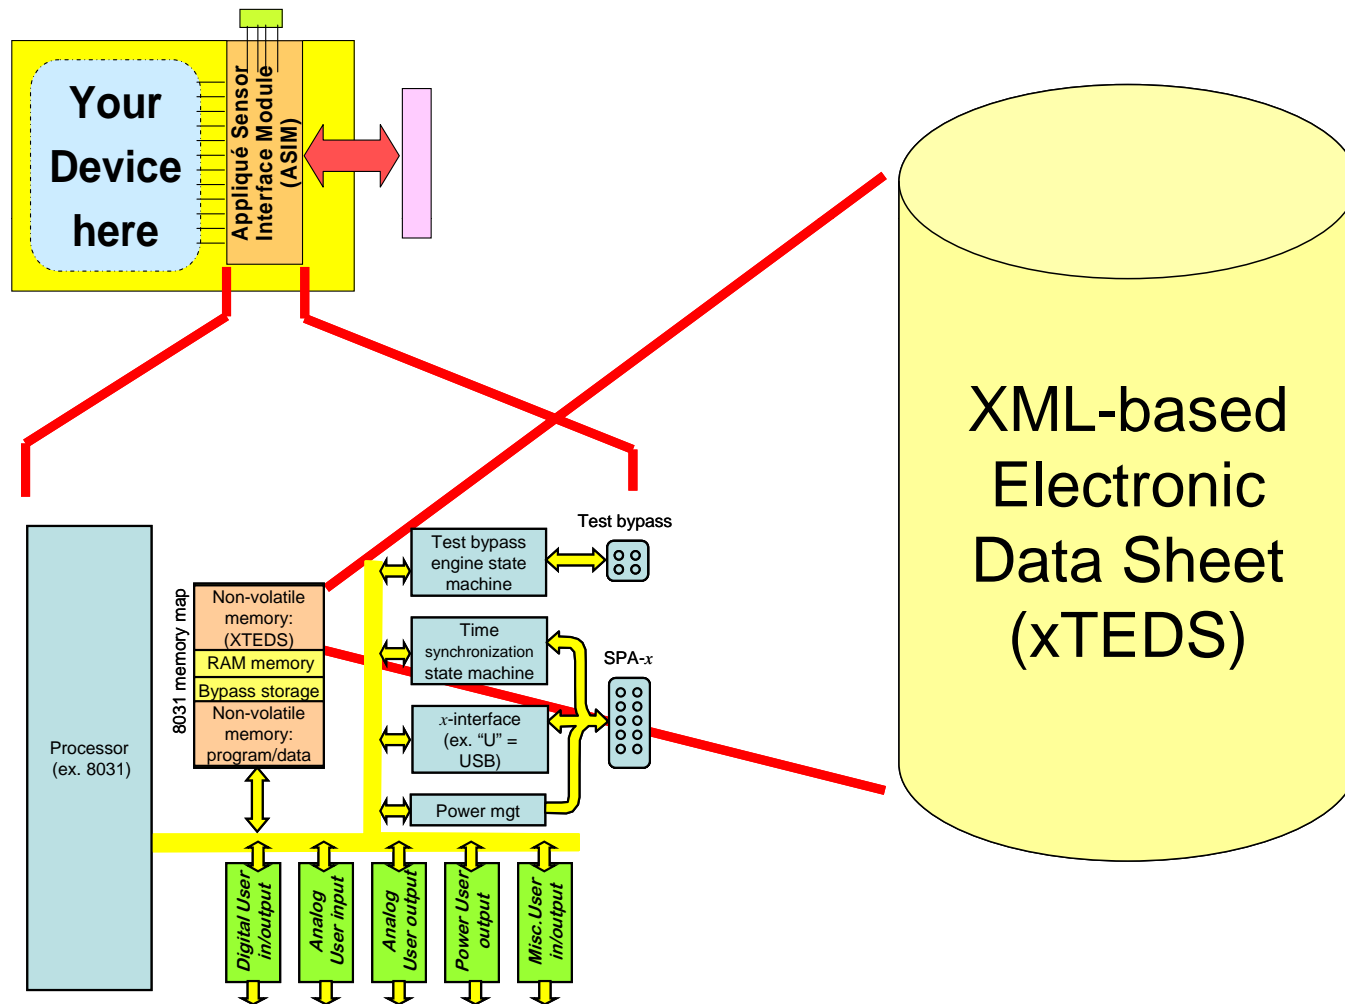 Your
Device
here
Appliqué Sensor
Interface Module
(ASIM)
XML-based
Electronic
Data Sheet
(xTEDS)
Processor
(ex. 8031)
8031 memory map
Non-volatile
memory:
(XTEDS)
RAM memory
Bypass storage
Non-volatile
memory:
program/data
Test bypass
engine state
machine
Test bypass
Time
synchronization
state machine
SPA-x
x-interface
(ex. “U” =
USB)
Power mgt
Digital User
in/output
Analog
User input
Analog
User output
Power User
output
Misc.User
in/output